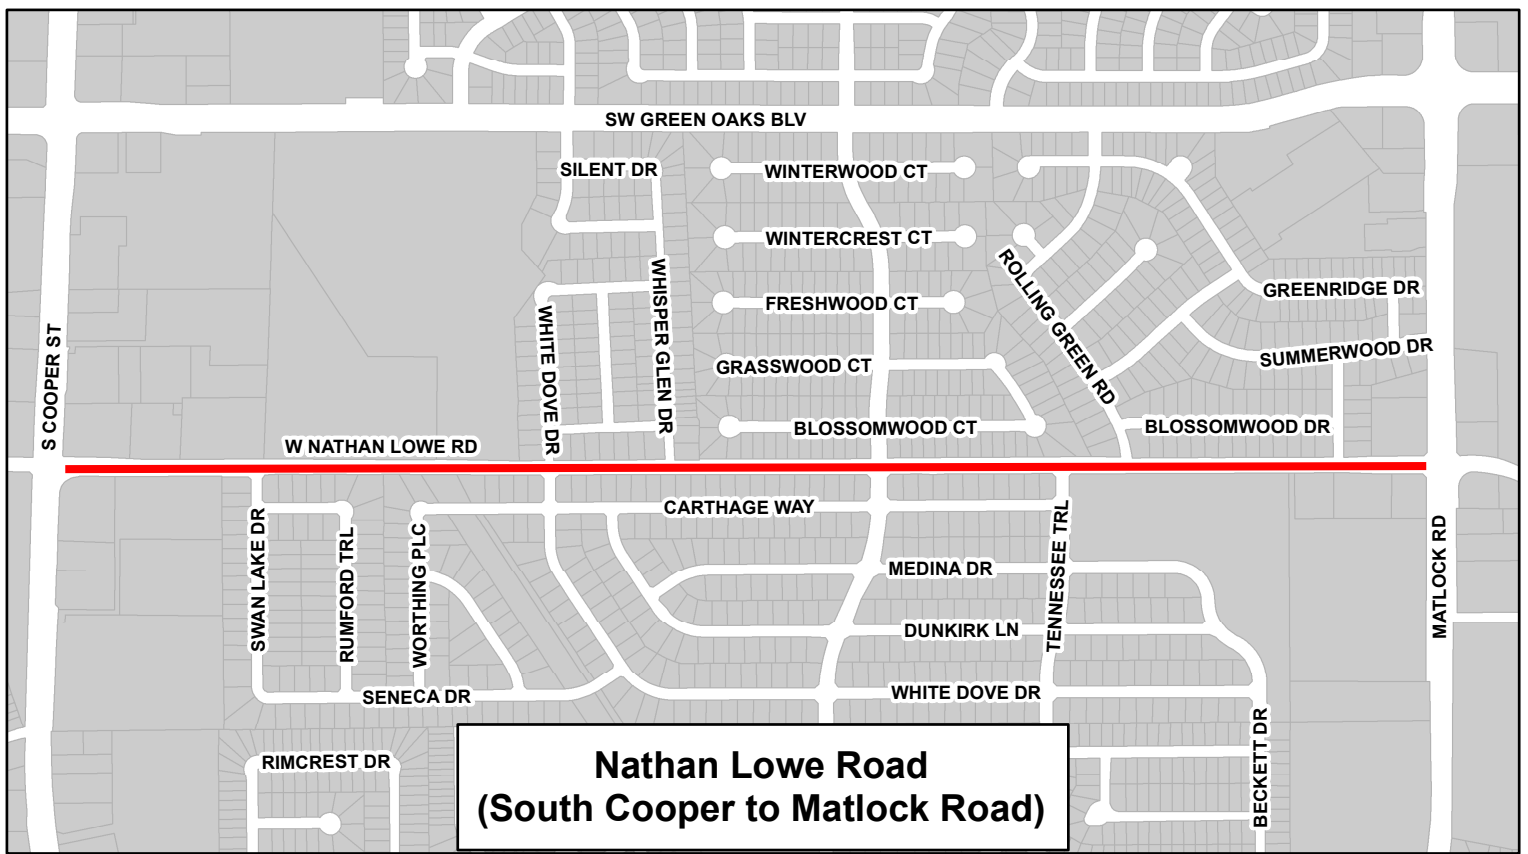 SW GREEN OAKS BLV
SILENT DR
WINTERWOOD CT
WINTERCREST CT
ROLLING GREEN RD
WHISPER GLEN DR
GREENRIDGE DR
FRESHWOOD CT
WHITE DOVE DR
S COOPER ST
SUMMERWOOD DR
GRASSWOOD CT
BLOSSOMWOOD CT
BLOSSOMWOOD DR
W NATHAN LOWE RD
CARTHAGE WAY
SWAN LAKE DR
RUMFORD TRL
WORTHING PLC
TENNESSEE TRL
MATLOCK RD
MEDINA DR
DUNKIRK LN
SENECA DR
WHITE DOVE DR
BECKETT DR
RIMCREST DR
Nathan Lowe Road
(South Cooper to Matlock Road)